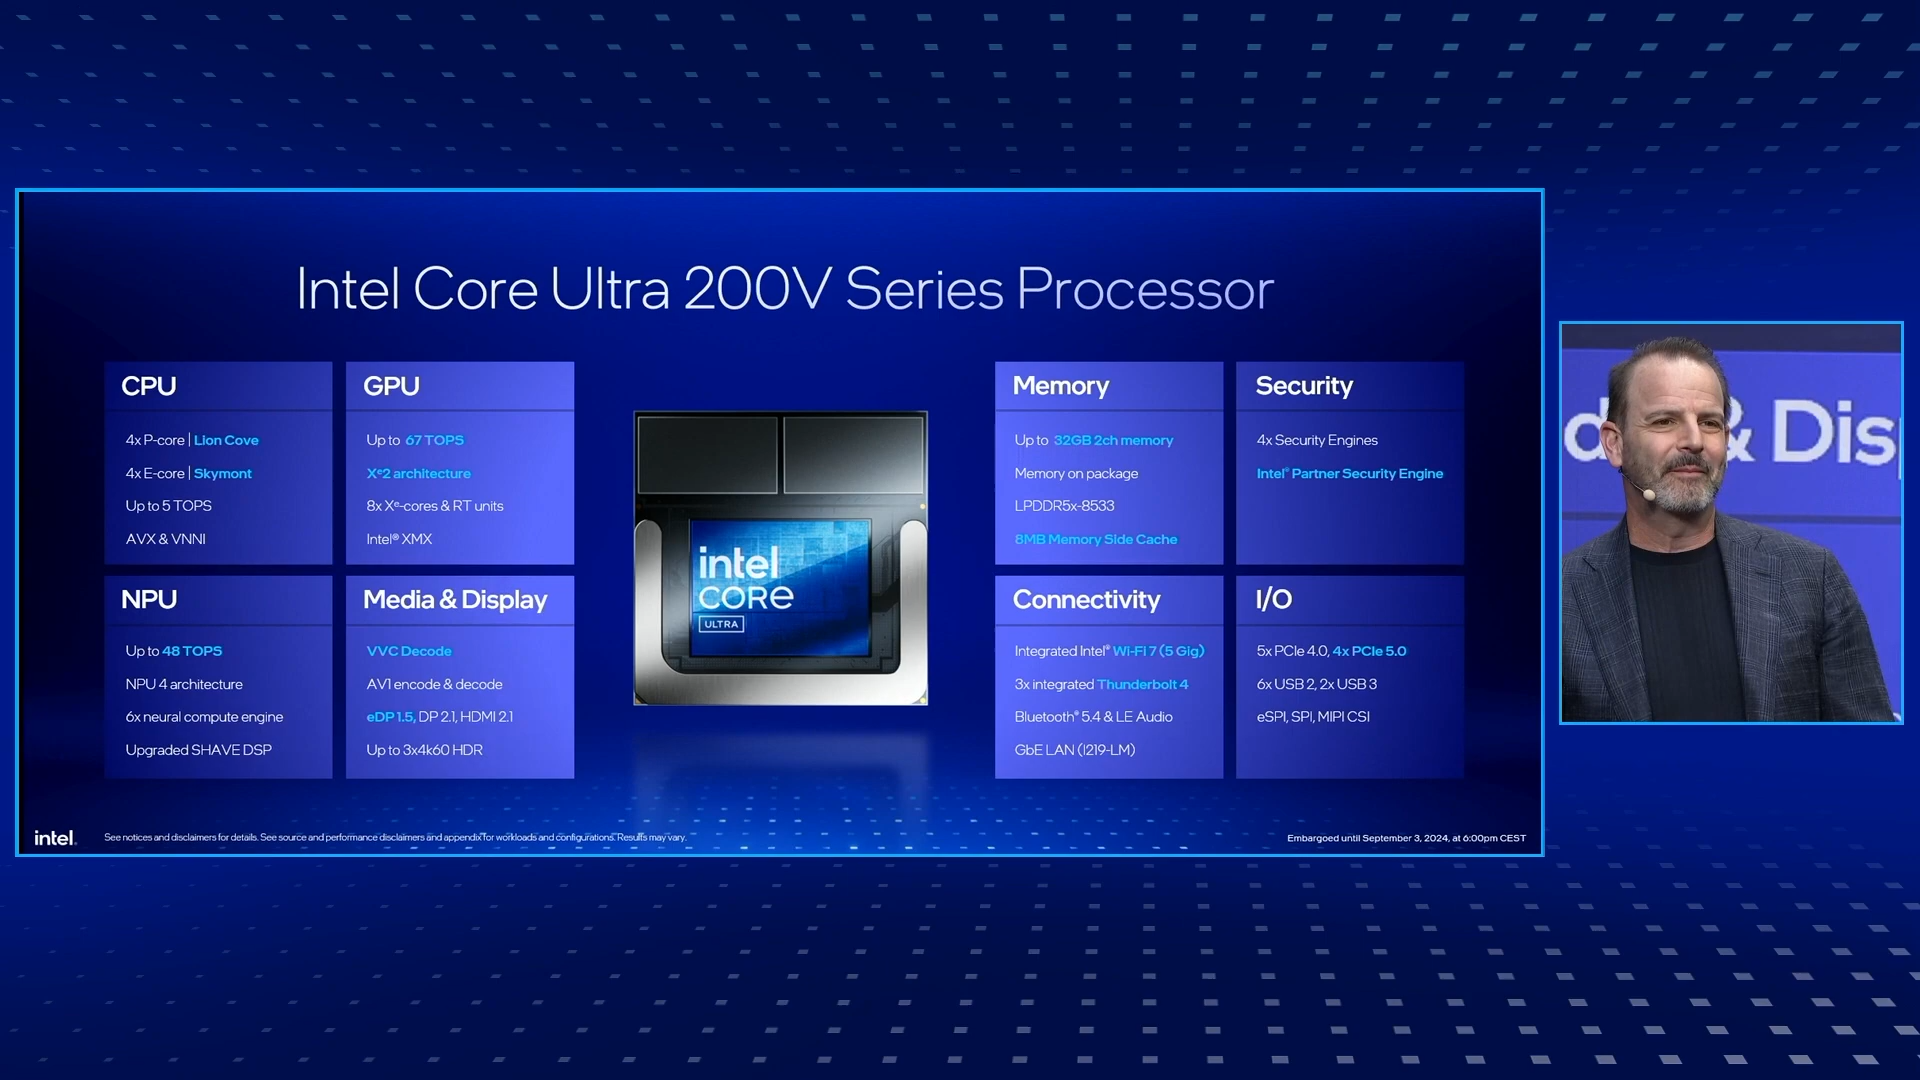 Intel Core Ultra 200V Series Processor
CPU
4x P-core | Lion Cove
4x E-core | Skymont
Up to 5 TOPS
AVX & VNNI
GPU
Up to 67 TOPS
Xᵉ2 architecture
8x Xᵉ-cores & RT units
Intel® XMX
NPU
Up to 48 TOPS
NPU 4 architecture
6x neural compute engine
Upgraded SHAVE DSP
Media & Display
VVC Decode
AV1 encode & decode
eDP 1.5, DP 2.1, HDMI 2.1
Up to 3x4k60 HDR
intel
CORE
ULTRA
Memory
Up to 32GB 2ch memory
Memory on package
LPDDR5x-8533
8MB Memory Side Cache
Security
4x Security Engines
Intel® Partner Security Engine
Connectivity
Integrated Intel® Wi-Fi 7 (5 Gig)
3x integrated Thunderbolt 4
Bluetooth® 5.4 & LE Audio
GbE LAN (I219-LM)
I/O
5x PCIe 4.0, 4x PCIe 5.0
6x USB 2, 2x USB 3
eSPI, SPI, MIPI CSI
& Dis
intel.
See notices and disclaimers for details. See source and performance disclaimers and appendix for workloads and configurations. Results may vary.
Embargoed until September 3, 2024, at 6:00pm CEST